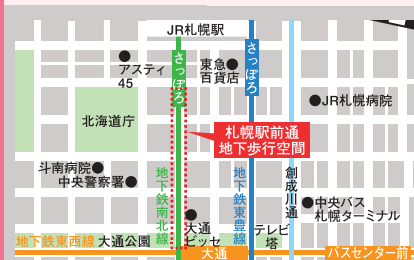 JR札幌駅
さっぽろ
さっぽろ
アスティ
45
東急
百貨店
JR札幌病院
北海道庁
札幌駅前通
地下歩行空間
斗南病院
中央警察署
地下鉄南北線
地下鉄東豊線
創成川通
中央バス
札幌ターミナル
大通
ビッセ
テレビ
塔
地下鉄東西線
大通公園
大通
バスセンター前